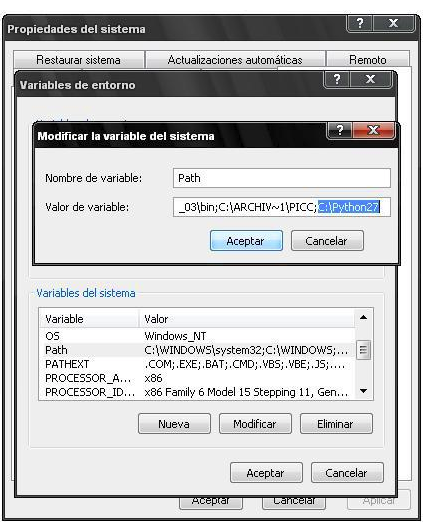 Propiedades del sistema
Restaurar sistema Actualizaciones automáticas Remoto
Variables de entorno
Modificar la variable del sistema
Nombre de variable: Path
Valor de variable: _03\bin;C:\ARCHIV~1\PICC;C:\Python27
Aceptar Cancelar
Variables del sistema
Variable Valor
OS Windows_NT
Path C:\WINDOWS\system32;C:\WINDOWS;...
PATHEXT .COM;.EXE;.BAT;.CMD;.VBS;.VBE;.JS;....
PROCESSOR_A... x86
PROCESSOR_ID... x86 Family 6 Model 15 Stepping 11, Gen...
Nueva Modificar Eliminar
Aceptar Cancelar
Aceptar Cancelar Aplicar